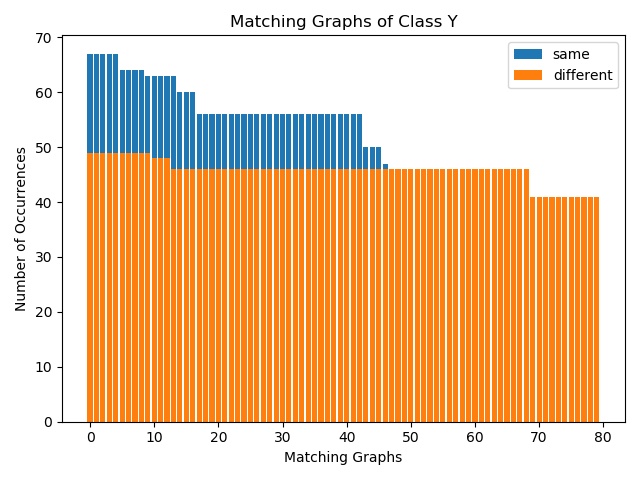 Matching Graphs of Class Y
same
different
Number of Occurrences
70
60
50
40
30
20
10
0
0 10 20 30 40 50 60 70 80
Matching Graphs